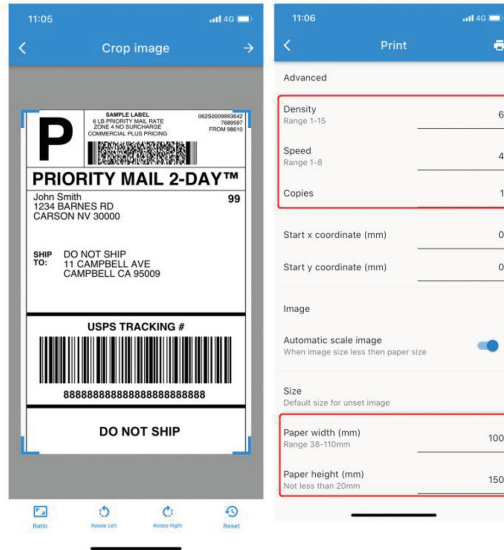 11:05
4G
Crop image
P
SAMPLE LABEL
6 LB PRIORITY MAIL RATE
ZONE 4 NO SURCHARGE
COMMERCIAL PLUS PRICING
062S0009993642
7689597
FROM 98610
PRIORITY MAIL 2-DAY™
John Smith
1234 BARNES RD
CARSON NV 30000
99
SHIP TO:
DO NOT SHIP
11 CAMPBELL AVE
CAMPBELL CA 95009
USPS TRACKING #
8888888888888888888888888
DO NOT SHIP
Ratio
Rotate Left
Rotate Right
Reset
11:06
4G
Print
Advanced
Density
Range 1-15
6
Speed
Range 1-8
4
Copies
1
Start x coordinate (mm)
0
Start y coordinate (mm)
0
Image
Automatic scale image
When image size less then paper size
Size
Default size for unset image
Paper width (mm)
Range 38-110mm
100
Paper height (mm)
Not less than 20mm
150